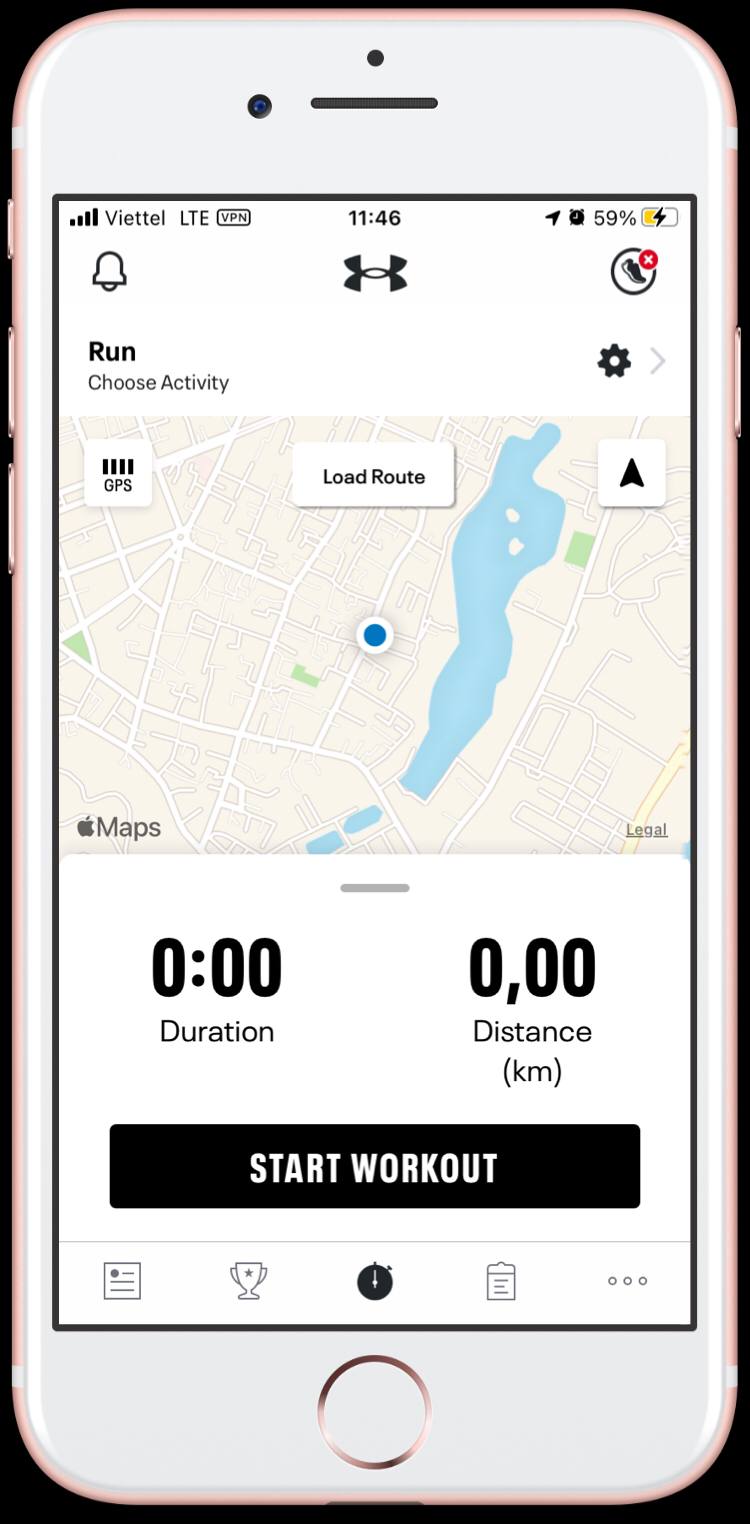 Viettel LTE VPN 11:46 59%
Run
Choose Activity
GPS
Load Route
Maps
Legal
0:00 0,00
Duration Distance
(km)
START WORKOUT